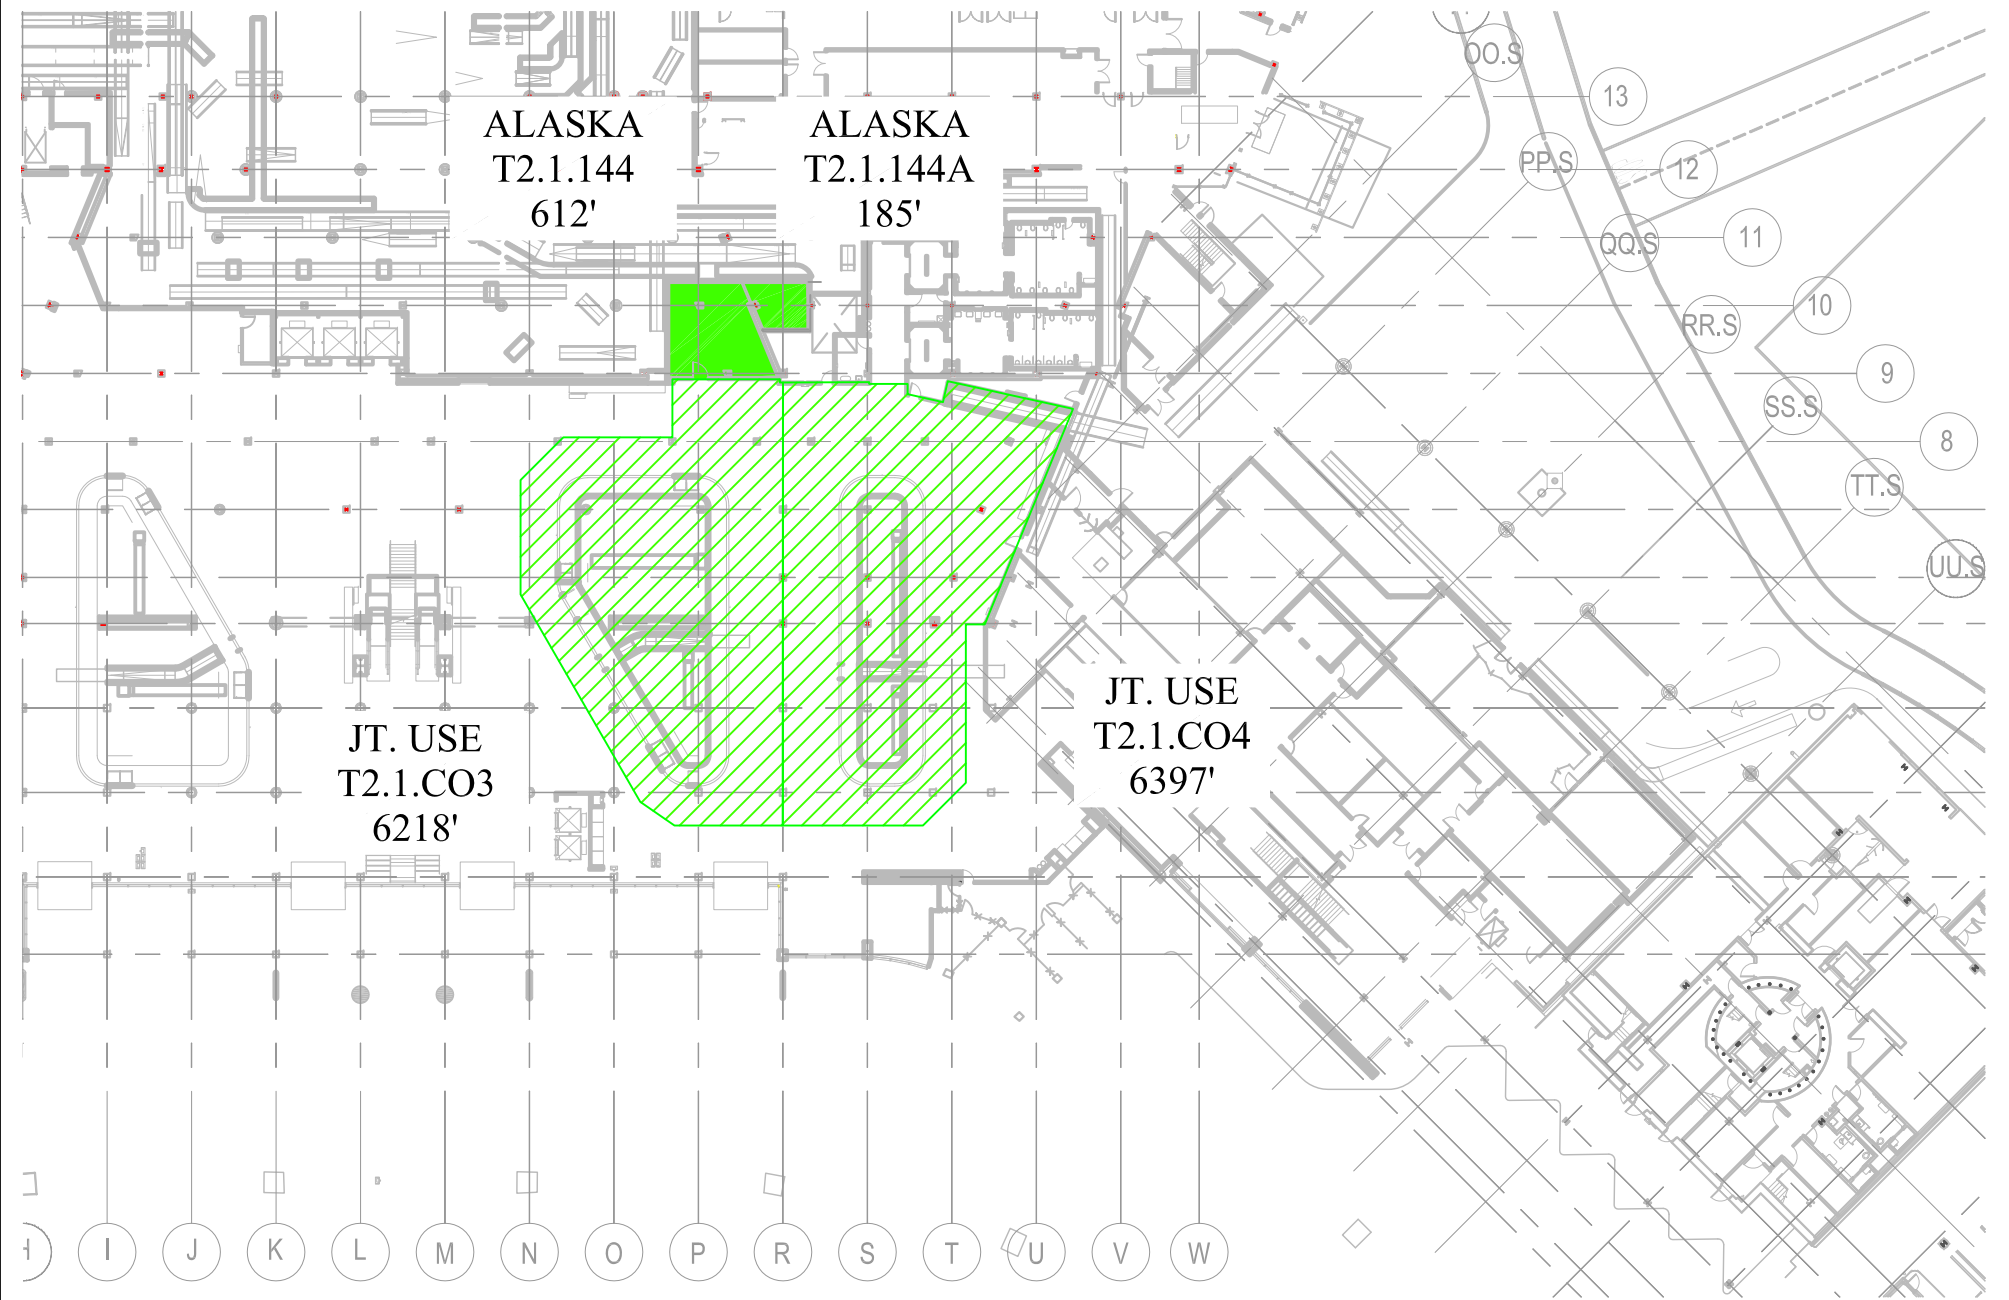 OO.S
13
ALASKA
T2.1.144
612'
ALASKA
T2.1.144A
185'
PP.S
12
QQ.S
11
10
RR.S
9
SS.S
8
TT.S
UU.S
JT. USE
T2.1.CO3
6218'
JT. USE
T2.1.CO4
6397'
I
J
K
L
M
N
O
P
R
S
T
U
V
W